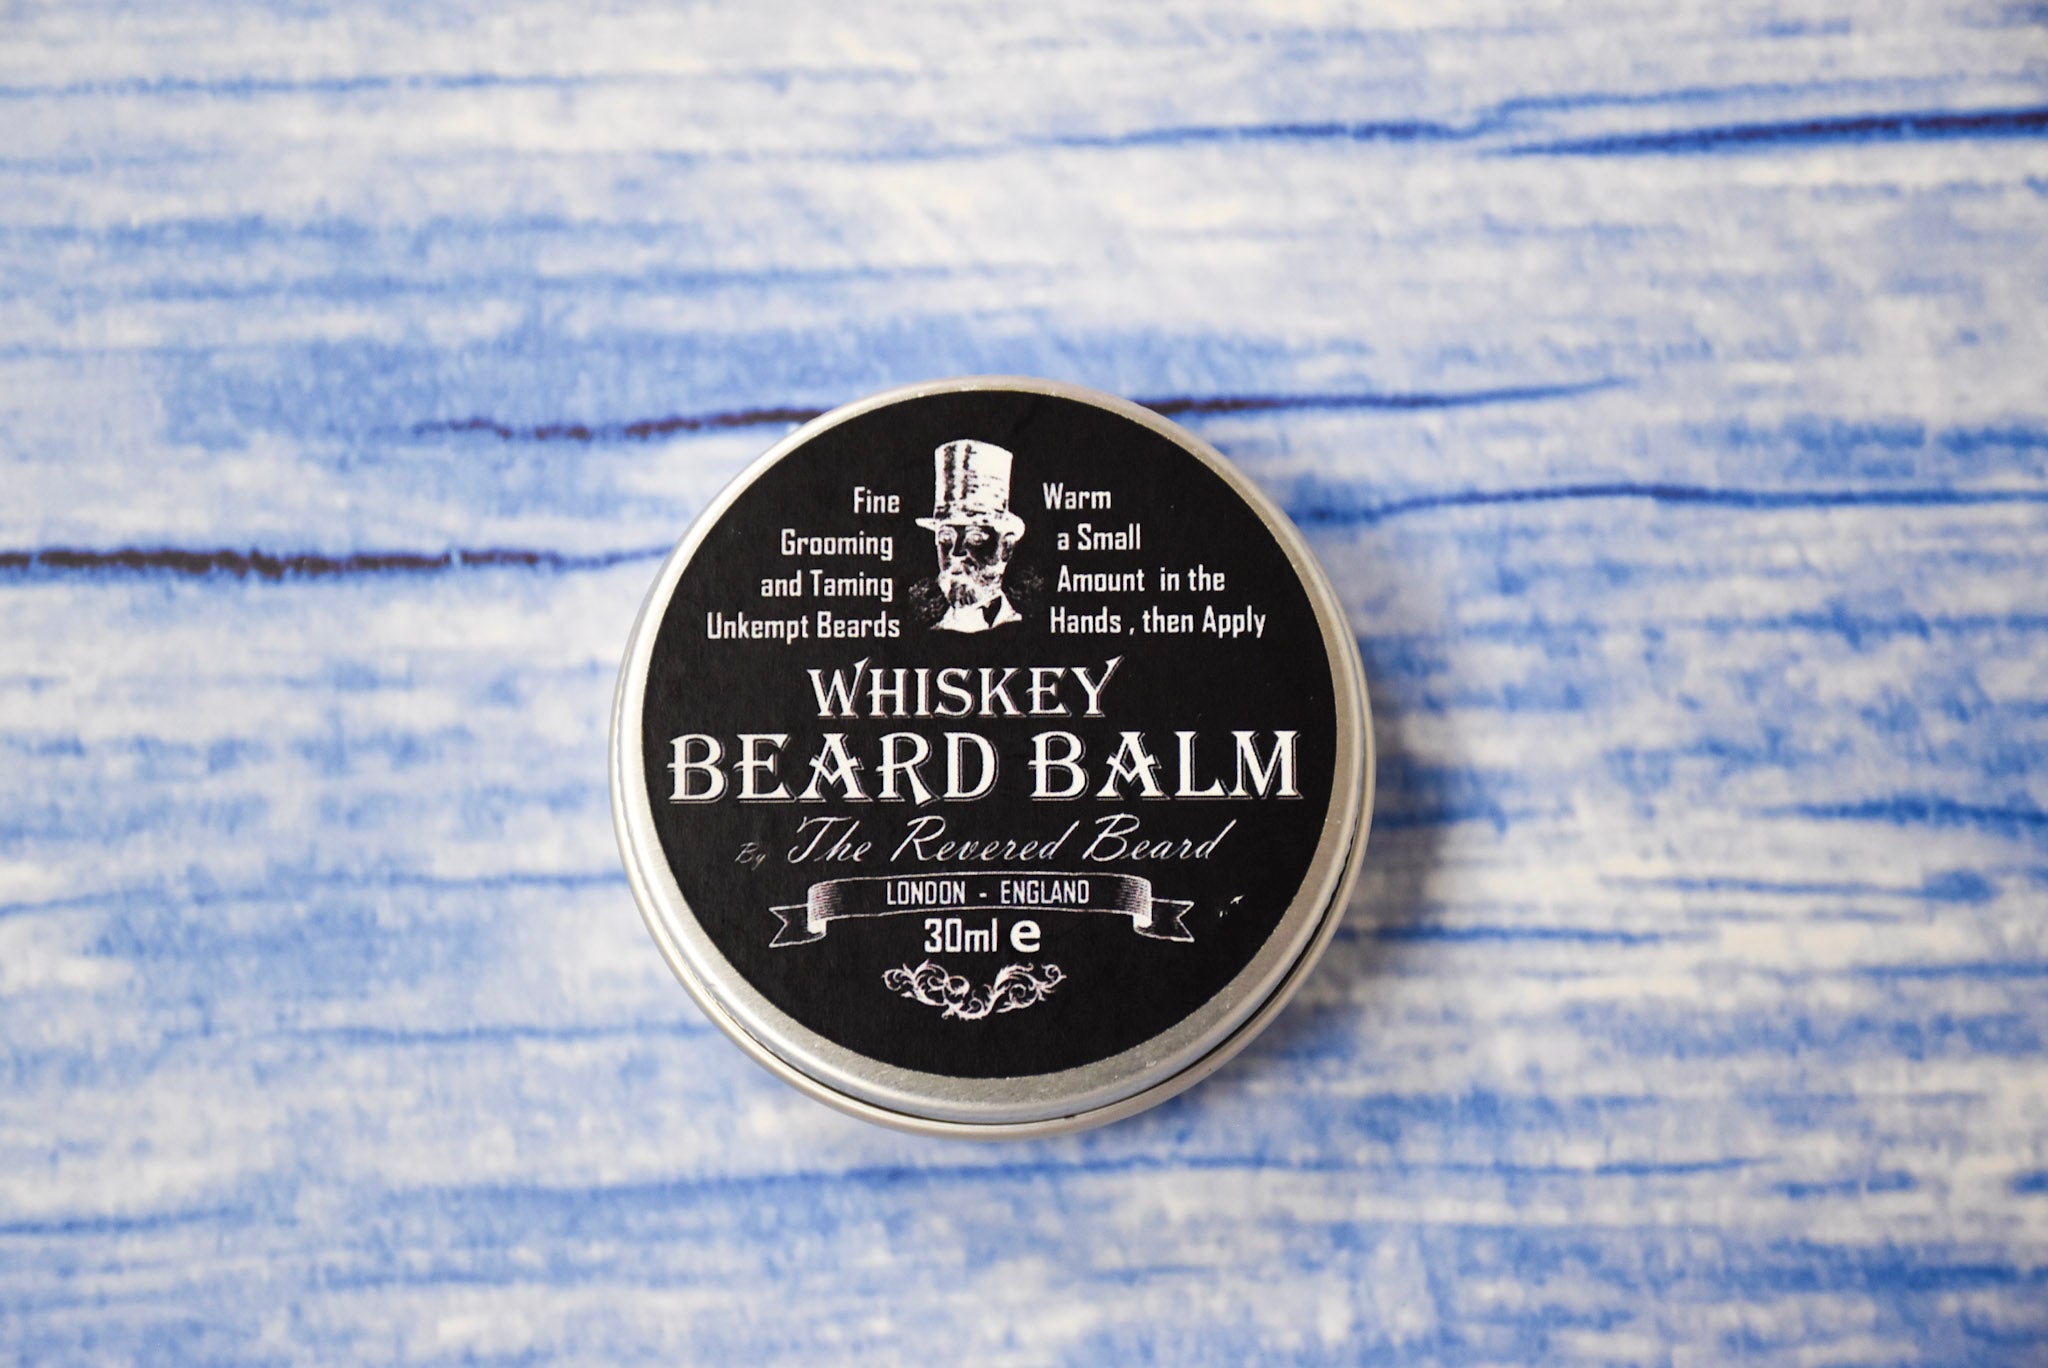 Fine
Grooming
and Taming
Unkempt Beards
Warm
a Small
Amount in the
Hands , then Apply
WHISKEY
BEARD BALM
By The Revered Beard
LONDON - ENGLAND
30ml e